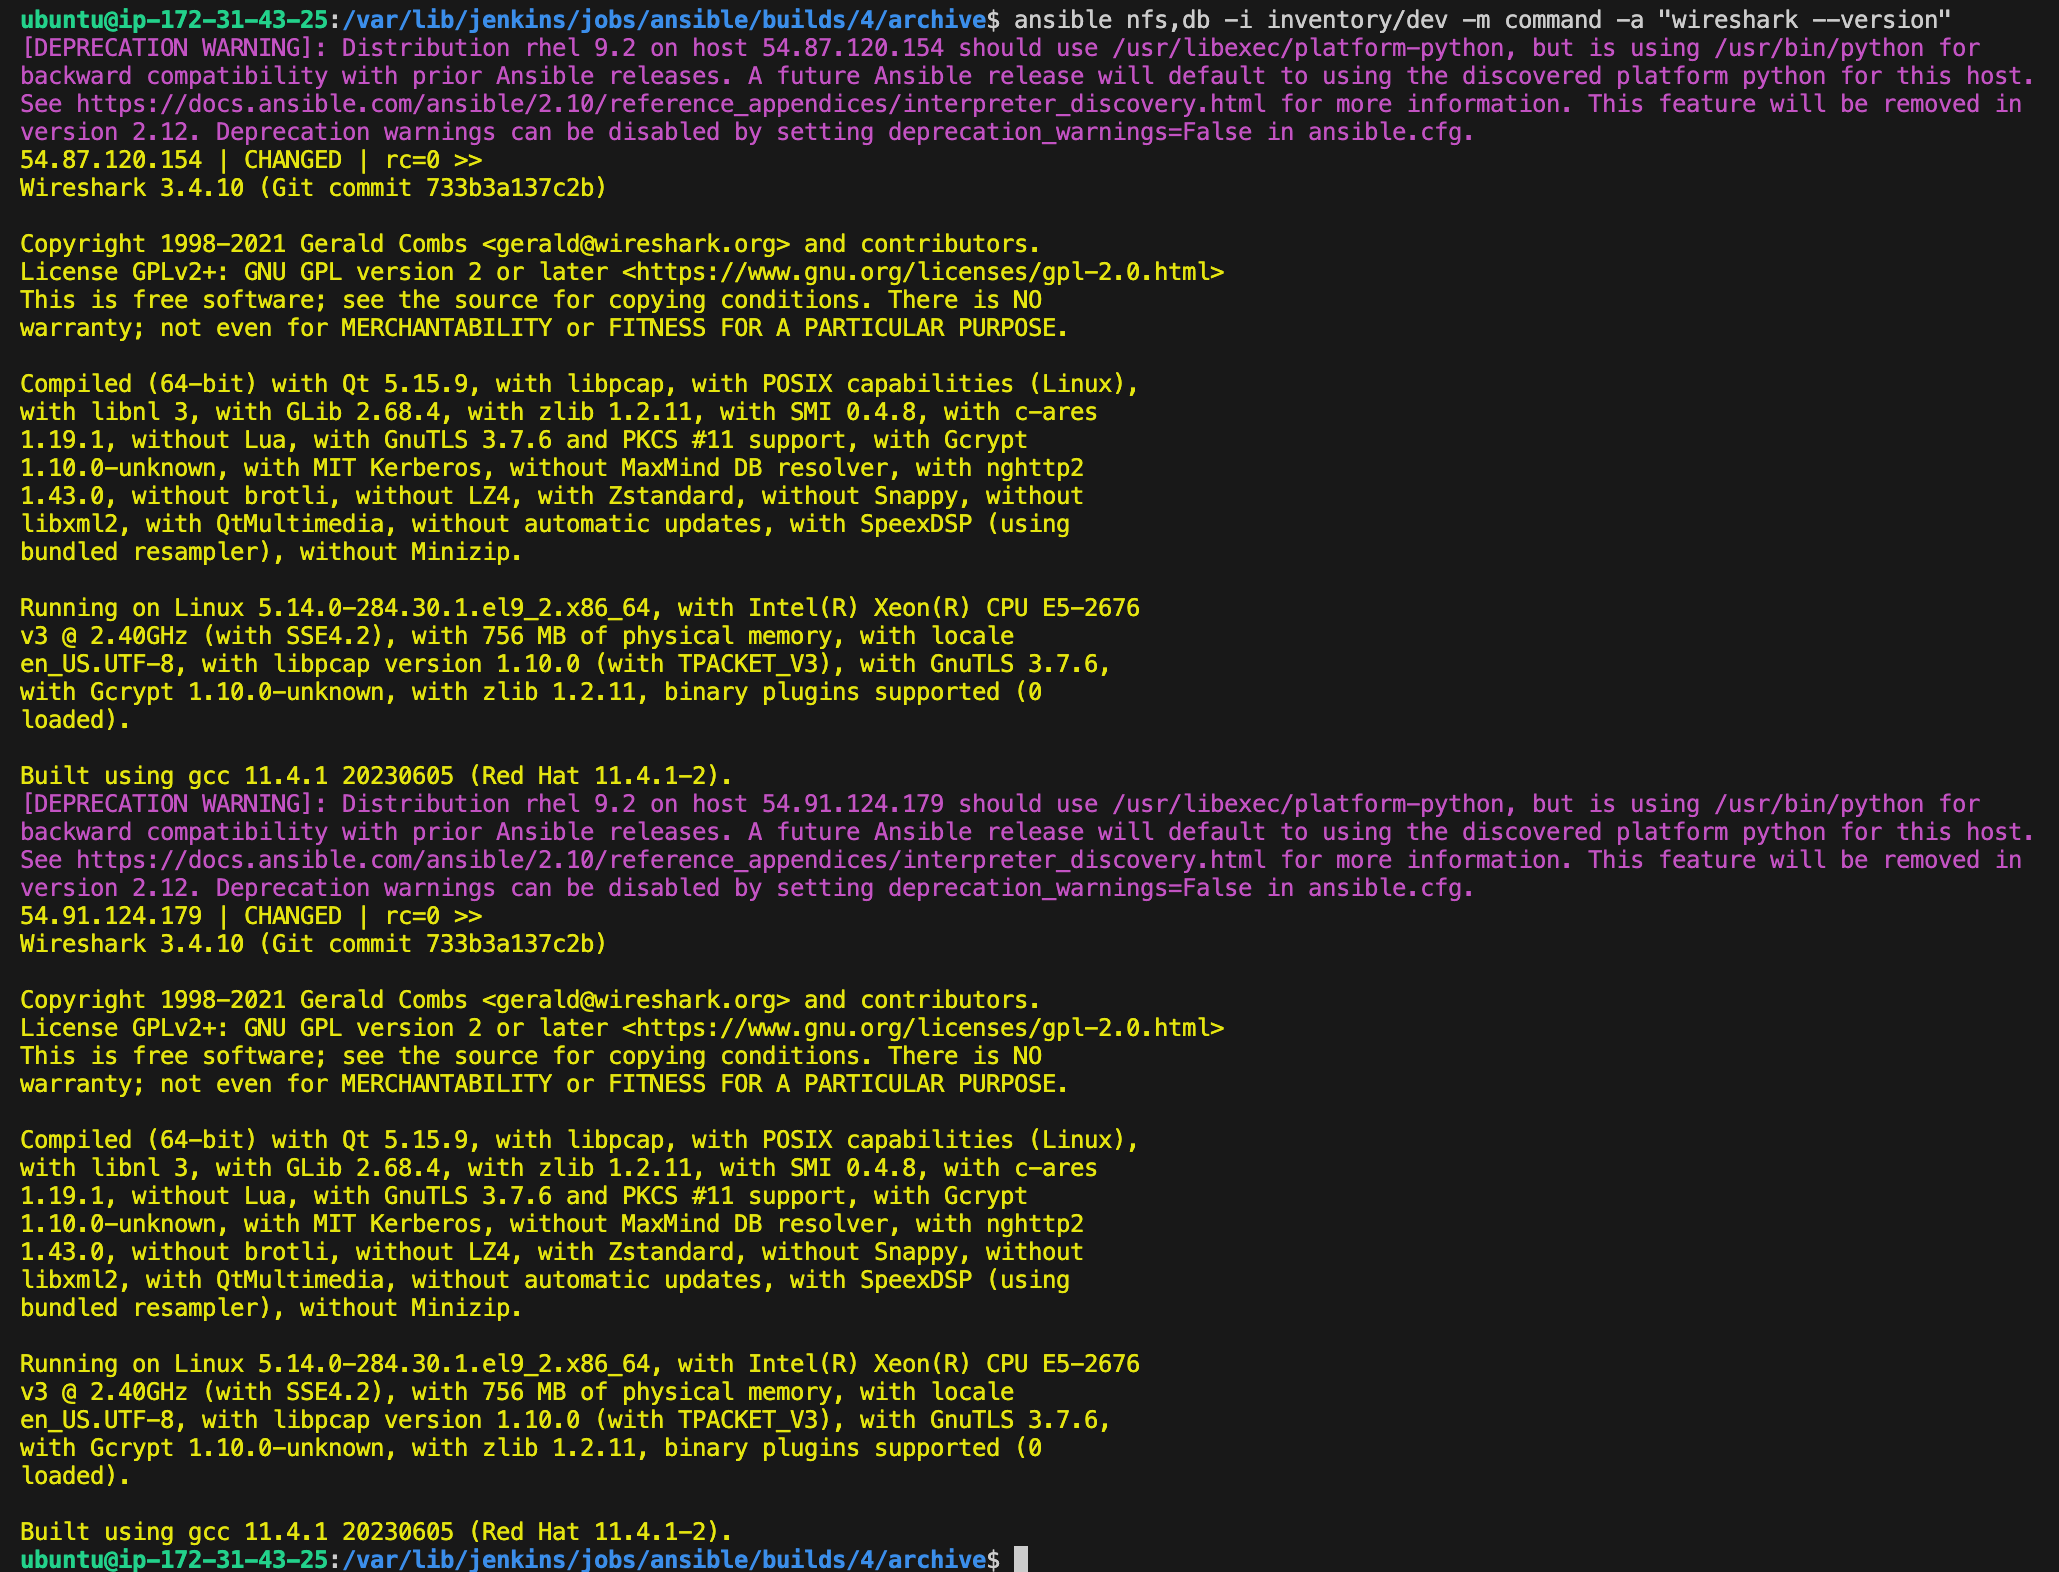 ubuntu@ip-172-31-43-25:/var/lib/jenkins/jobs/ansible/builds/4/archive$ ansible nfs,db -i inventory/dev -m command -a "wireshark --version"
[DEPRECATION WARNING]: Distribution rhel 9.2 on host 54.87.120.154 should use /usr/libexec/platform-python, but is using /usr/bin/python for
backward compatibility with prior Ansible releases. A future Ansible release will default to using the discovered platform python for this host.
See https://docs.ansible.com/ansible/2.10/reference_appendices/interpreter_discovery.html for more information. This feature will be removed in
version 2.12. Deprecation warnings can be disabled by setting deprecation_warnings=False in ansible.cfg.
54.87.120.154 | CHANGED | rc=0 >>
Wireshark 3.4.10 (Git commit 733b3a137c2b)

Copyright 1998-2021 Gerald Combs <gerald@wireshark.org> and contributors.
License GPLv2+: GNU GPL version 2 or later <https://www.gnu.org/licenses/gpl-2.0.html>
This is free software; see the source for copying conditions. There is NO
warranty; not even for MERCHANTABILITY or FITNESS FOR A PARTICULAR PURPOSE.

Compiled (64-bit) with Qt 5.15.9, with libpcap, with POSIX capabilities (Linux),
with libnl 3, with GLib 2.68.4, with zlib 1.2.11, with SMI 0.4.8, with c-ares
1.19.1, without Lua, with GnuTLS 3.7.6 and PKCS #11 support, with Gcrypt
1.10.0-unknown, with MIT Kerberos, without MaxMind DB resolver, with nghttp2
1.43.0, without brotli, without LZ4, with Zstandard, without Snappy, without
libxml2, with QtMultimedia, without automatic updates, with SpeexDSP (using
bundled resampler), without Minizip.

Running on Linux 5.14.0-284.30.1.el9_2.x86_64, with Intel(R) Xeon(R) CPU E5-2676
v3 @ 2.40GHz (with SSE4.2), with 756 MB of physical memory, with locale
en_US.UTF-8, with libpcap version 1.10.0 (with TPACKET_V3), with GnuTLS 3.7.6,
with Gcrypt 1.10.0-unknown, with zlib 1.2.11, binary plugins supported (0
loaded).

Built using gcc 11.4.1 20230605 (Red Hat 11.4.1-2).
[DEPRECATION WARNING]: Distribution rhel 9.2 on host 54.91.124.179 should use /usr/libexec/platform-python, but is using /usr/bin/python for
backward compatibility with prior Ansible releases. A future Ansible release will default to using the discovered platform python for this host.
See https://docs.ansible.com/ansible/2.10/reference_appendices/interpreter_discovery.html for more information. This feature will be removed in
version 2.12. Deprecation warnings can be disabled by setting deprecation_warnings=False in ansible.cfg.
54.91.124.179 | CHANGED | rc=0 >>
Wireshark 3.4.10 (Git commit 733b3a137c2b)

Copyright 1998-2021 Gerald Combs <gerald@wireshark.org> and contributors.
License GPLv2+: GNU GPL version 2 or later <https://www.gnu.org/licenses/gpl-2.0.html>
This is free software; see the source for copying conditions. There is NO
warranty; not even for MERCHANTABILITY or FITNESS FOR A PARTICULAR PURPOSE.

Compiled (64-bit) with Qt 5.15.9, with libpcap, with POSIX capabilities (Linux),
with libnl 3, with GLib 2.68.4, with zlib 1.2.11, with SMI 0.4.8, with c-ares
1.19.1, without Lua, with GnuTLS 3.7.6 and PKCS #11 support, with Gcrypt
1.10.0-unknown, with MIT Kerberos, without MaxMind DB resolver, with nghttp2
1.43.0, without brotli, without LZ4, with Zstandard, without Snappy, without
libxml2, with QtMultimedia, without automatic updates, with SpeexDSP (using
bundled resampler), without Minizip.

Running on Linux 5.14.0-284.30.1.el9_2.x86_64, with Intel(R) Xeon(R) CPU E5-2676
v3 @ 2.40GHz (with SSE4.2), with 756 MB of physical memory, with locale
en_US.UTF-8, with libpcap version 1.10.0 (with TPACKET_V3), with GnuTLS 3.7.6,
with Gcrypt 1.10.0-unknown, with zlib 1.2.11, binary plugins supported (0
loaded).

Built using gcc 11.4.1 20230605 (Red Hat 11.4.1-2).
ubuntu@ip-172-31-43-25:/var/lib/jenkins/jobs/ansible/builds/4/archive$